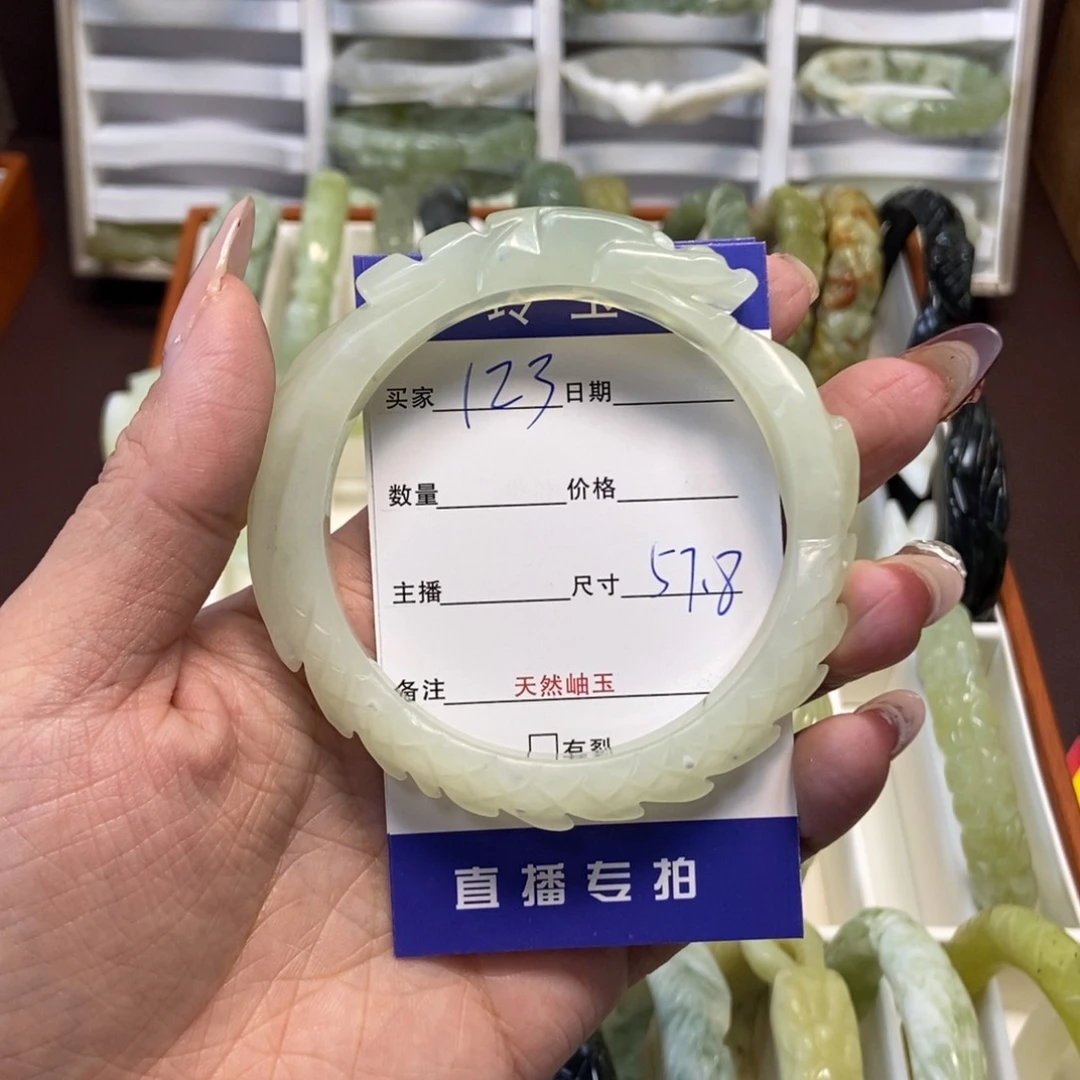 玉
买家 123 日期
数量 价格
主播 尺寸 57.8
备注 天然岫玉
有裂
直播专拍